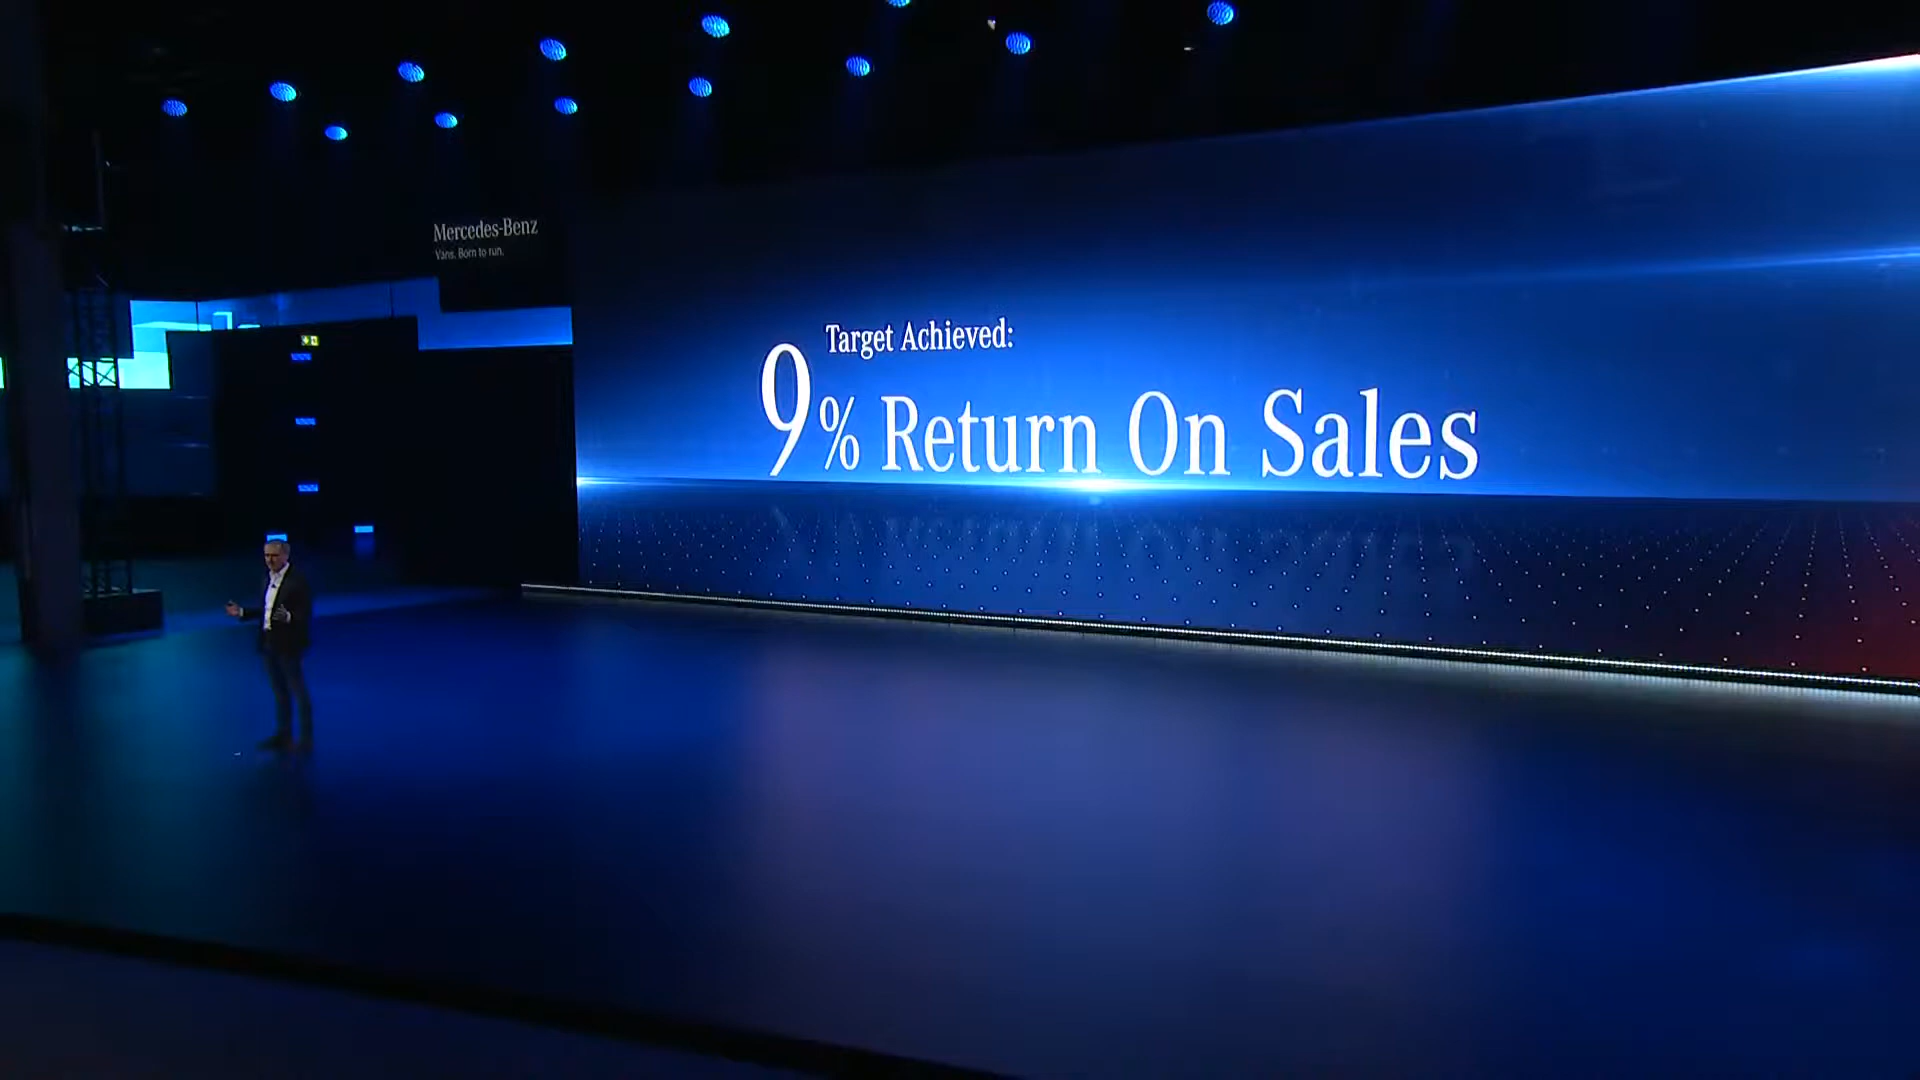 Mercedes-Benz
Vans. Born to run.
Target Achieved:
9% Return On Sales